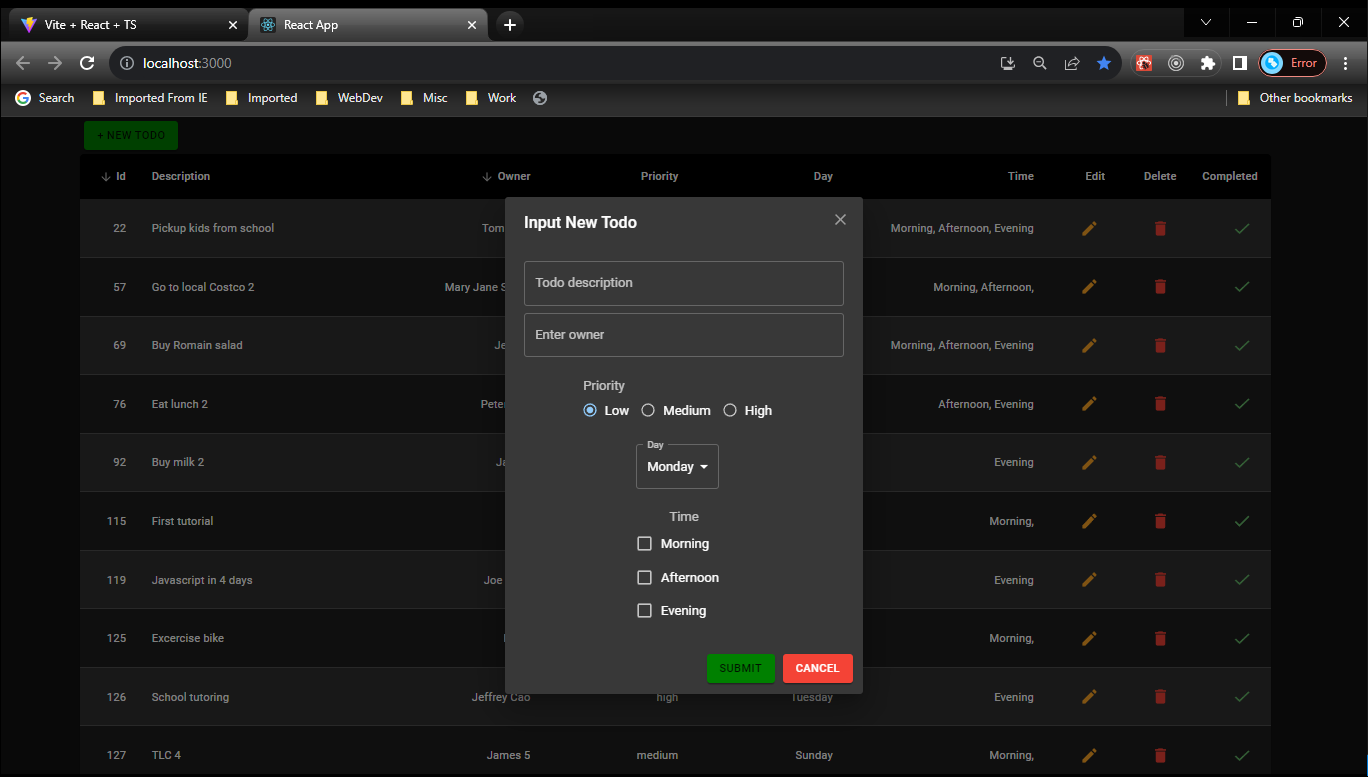 Vite + React + TS
React App
localhost:3000
Error
Search
Imported From IE
Imported
WebDev
Misc
Work
Other bookmarks
+ NEW TODO
Id Description Owner Priority Day Time Edit Delete Completed
Input New Todo
22 Pickup kids from school Tom Morning, Afternoon, Evening
Todo description
57 Go to local Costco 2 Mary Jane S Morning, Afternoon,
Enter owner
69 Buy Romain salad Je Morning, Afternoon, Evening
Priority
Low Medium High
76 Eat lunch 2 Pete Afternoon, Evening
Day
Monday
92 Buy milk 2 Ja Evening
Time
115 First tutorial Morning,
Morning
Afternoon
119 Javascript in 4 days Joe Evening
Evening
125 Excercise bike Morning,
SUBMIT CANCEL
126 School tutoring Jeffrey Cao high Tuesday Evening
127 TLC 4 James 5 medium Sunday Morning,